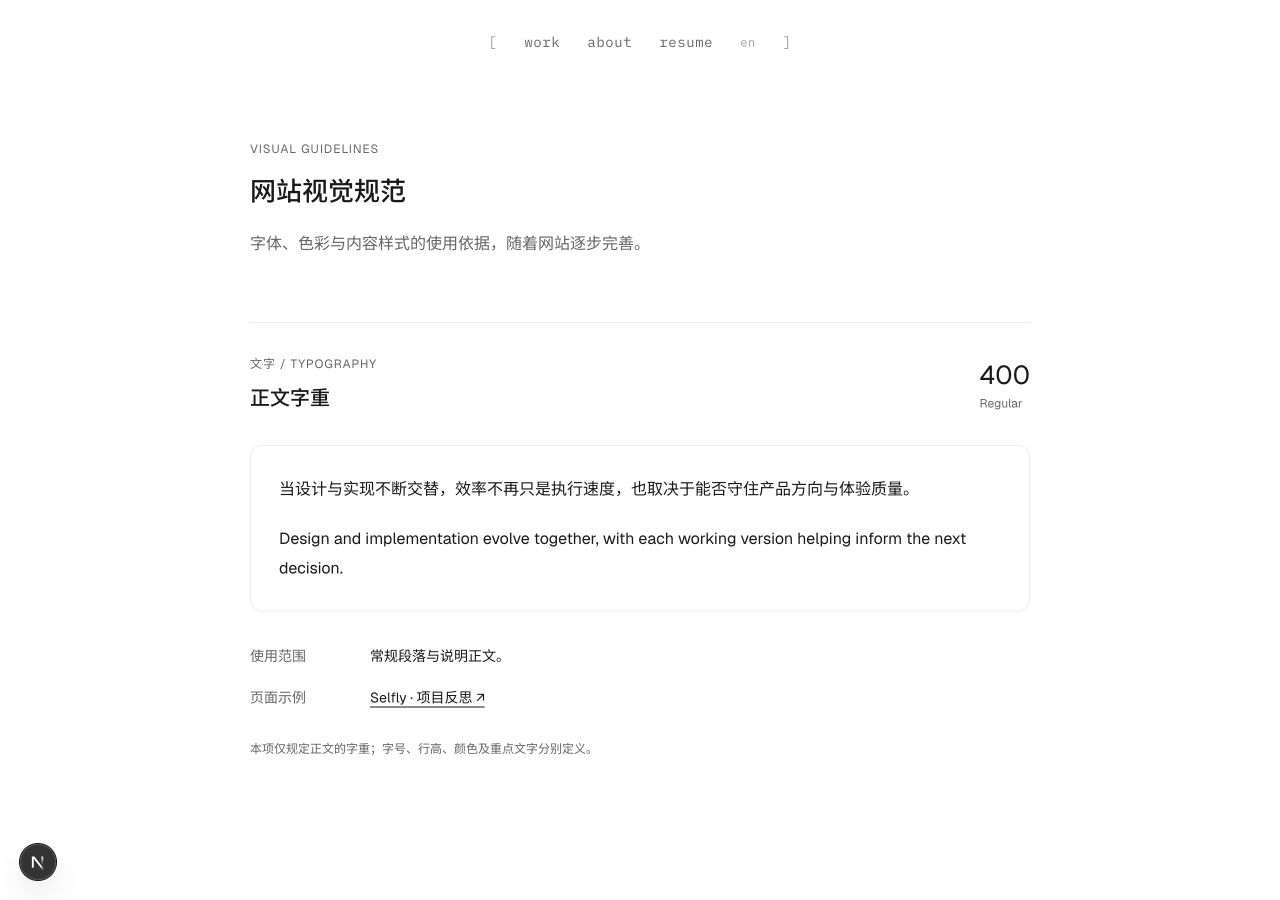 [ work about resume en ]
VISUAL GUIDELINES
网站视觉规范
字体、色彩与内容样式的使用依据，随着网站逐步完善。
文字 / TYPOGRAPHY
正文字重
400
Regular
当设计与实现不断交替，效率不再只是执行速度，也取决于能否守住产品方向与体验质量。
Design and implementation evolve together, with each working version helping inform the next
decision.
使用范围 常规段落与说明正文。
页面示例 Selfly · 项目反思 ↗
本项仅规定正文的字重；字号、行高、颜色及重点文字分别定义。
N